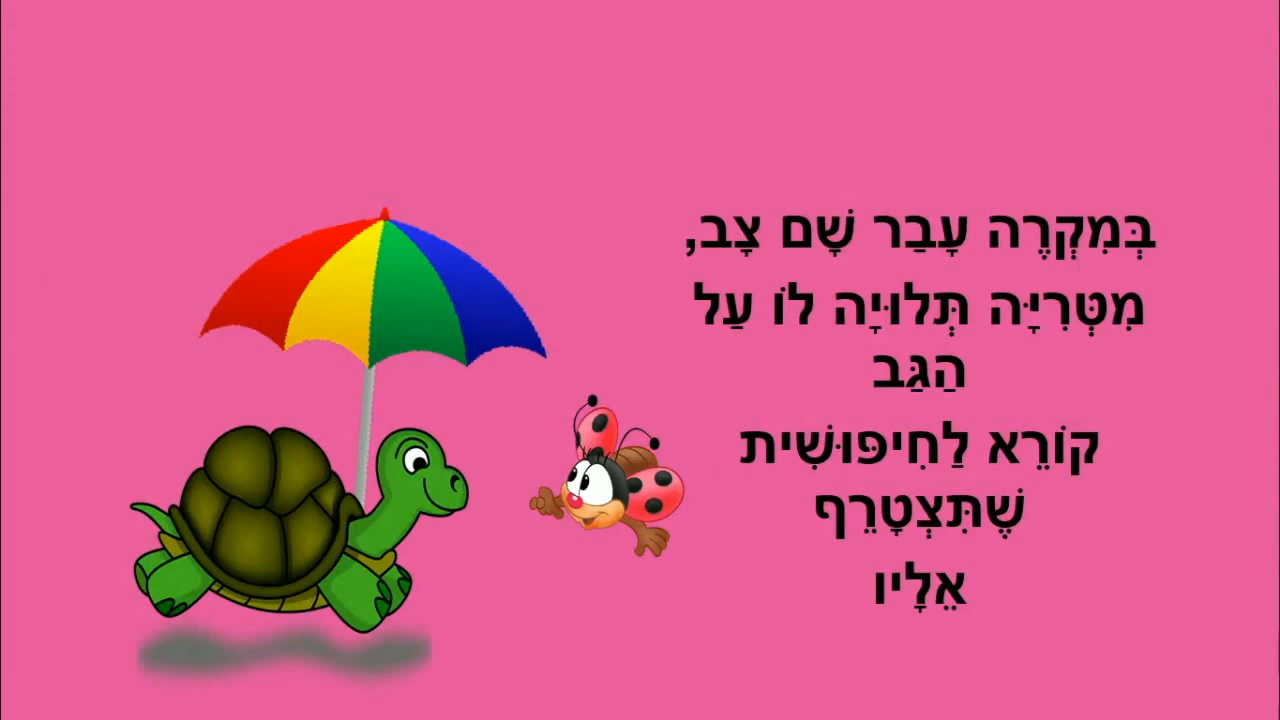 בְּמִקְרֶה עָבַר שָׁם צָב,
מִטְּרִיָּה תְּלוּיָה לוֹ עַל
הַגַּב
קוֹרֵא לַחִיפּוּשִׁית
שֶׁתִּצְטָרֵף
אֵלָיו